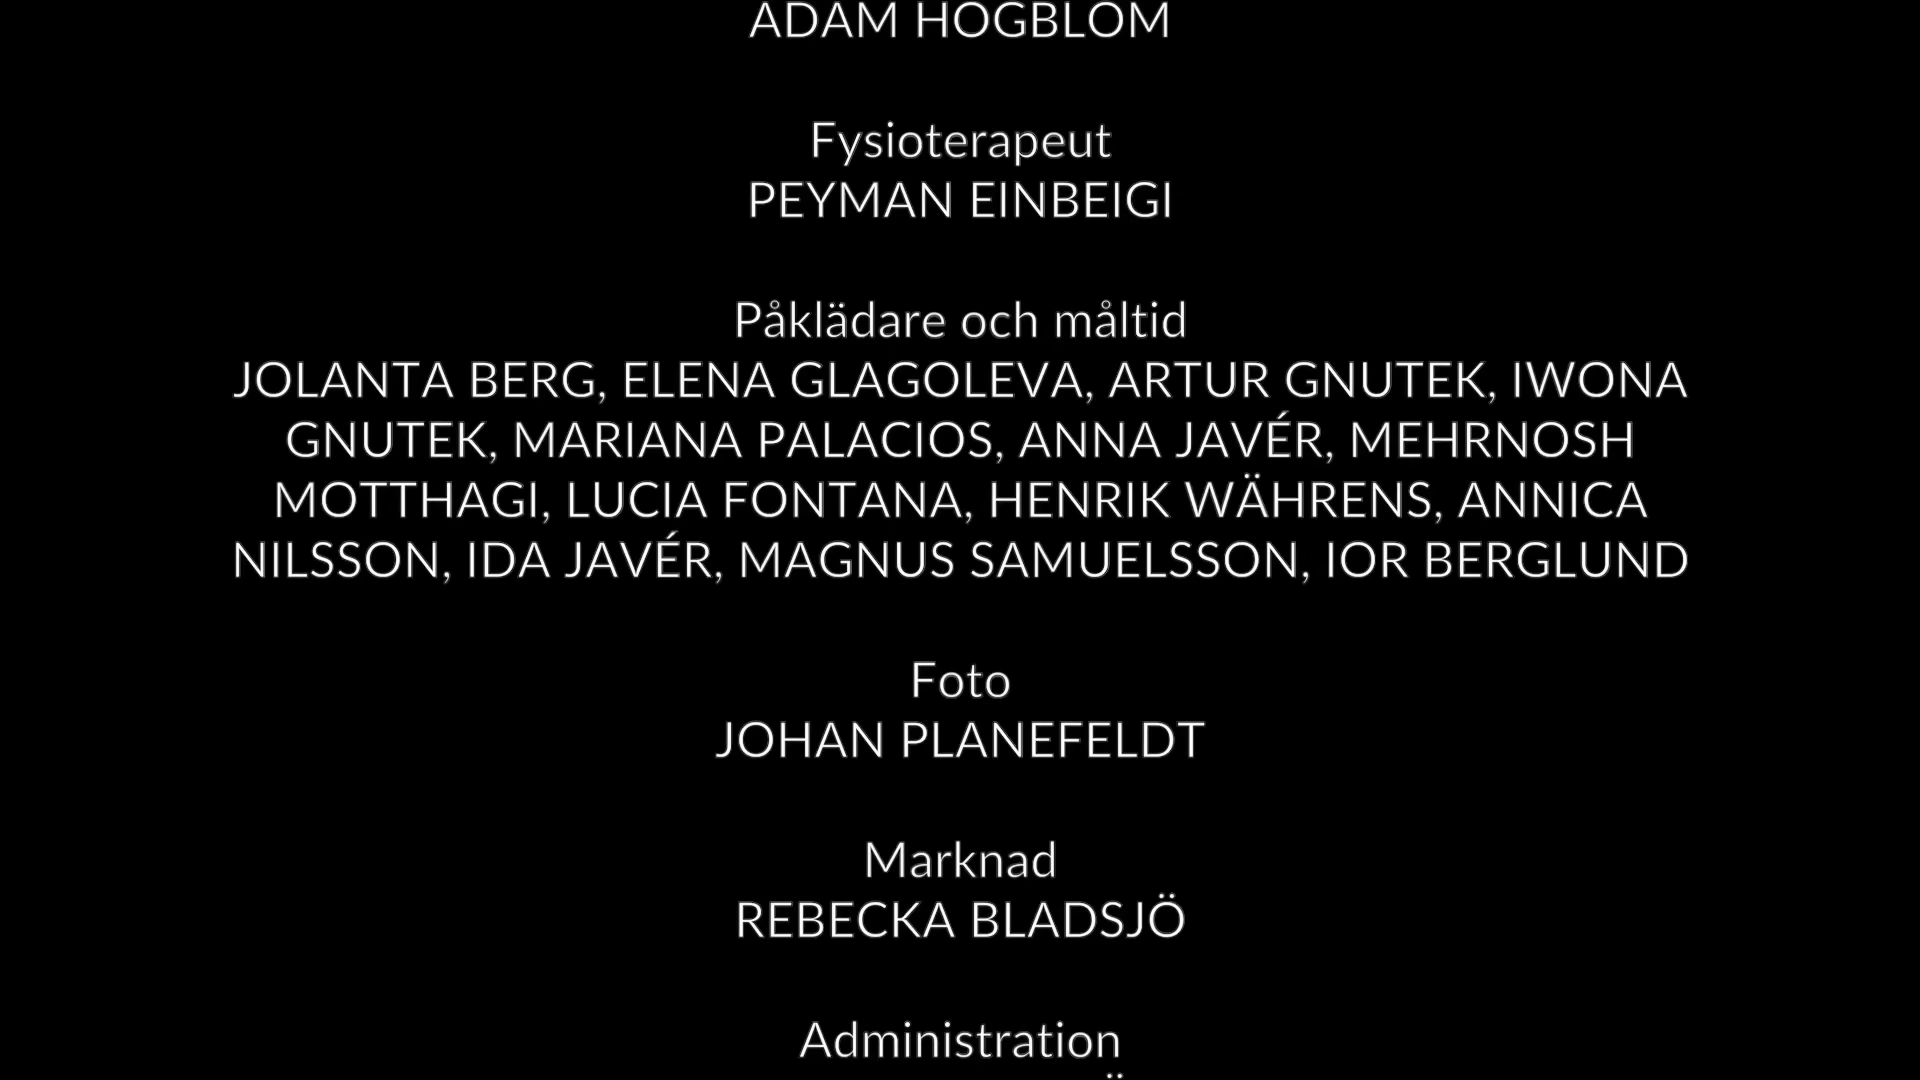 ADAM HOGBLOM
Fysioterapeut
PEYMAN EINBEIGI
Påklädare och måltid
JOLANTA BERG, ELENA GLAGOLEVA, ARTUR GNUTEK, IWONA
GNUTEK, MARIANA PALACIOS, ANNA JAVÉR, MEHRNOSH
MOTTHAGI, LUCIA FONTANA, HENRIK WÄHRENS, ANNICA
NILSSON, IDA JAVÉR, MAGNUS SAMUELSSON, IOR BERGLUND
Foto
JOHAN PLANEFELDT
Marknad
REBECKA BLADSJÖ
Administration